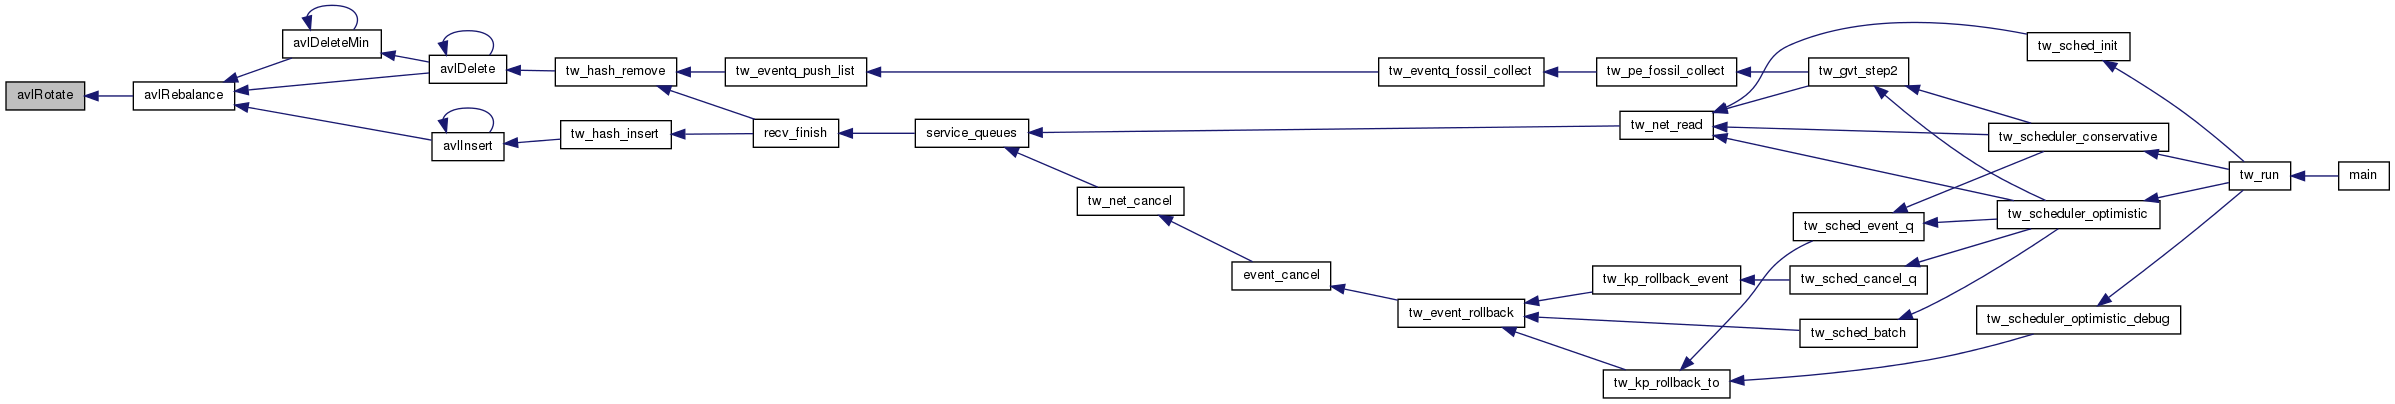 avlRotate
avlRebalance
avlDeleteMin
avlDelete
avlInsert
tw_hash_remove
tw_hash_insert
tw_eventq_push_list
recv_finish
service_queues
tw_net_cancel
event_cancel
tw_eventq_fossil_collect
tw_event_rollback
tw_pe_fossil_collect
tw_net_read
tw_kp_rollback_event
tw_kp_rollback_to
tw_gvt_step2
tw_sched_event_q
tw_sched_cancel_q
tw_sched_batch
tw_sched_init
tw_scheduler_conservative
tw_scheduler_optimistic
tw_scheduler_optimistic_debug
tw_run
main